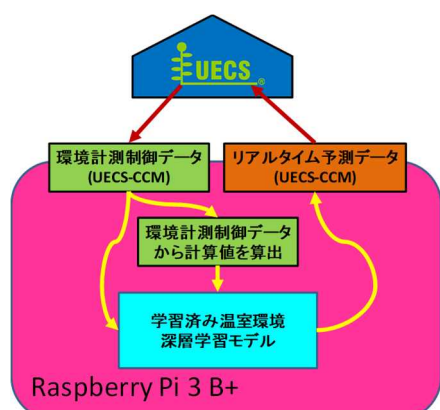 UECS®
環境計測制御データ
(UECS-CCM)
リアルタイム予測データ
(UECS-CCM)
環境計測制御データ
から計算値を算出
学習済み温室環境
深層学習モデル
Raspberry Pi 3 B+